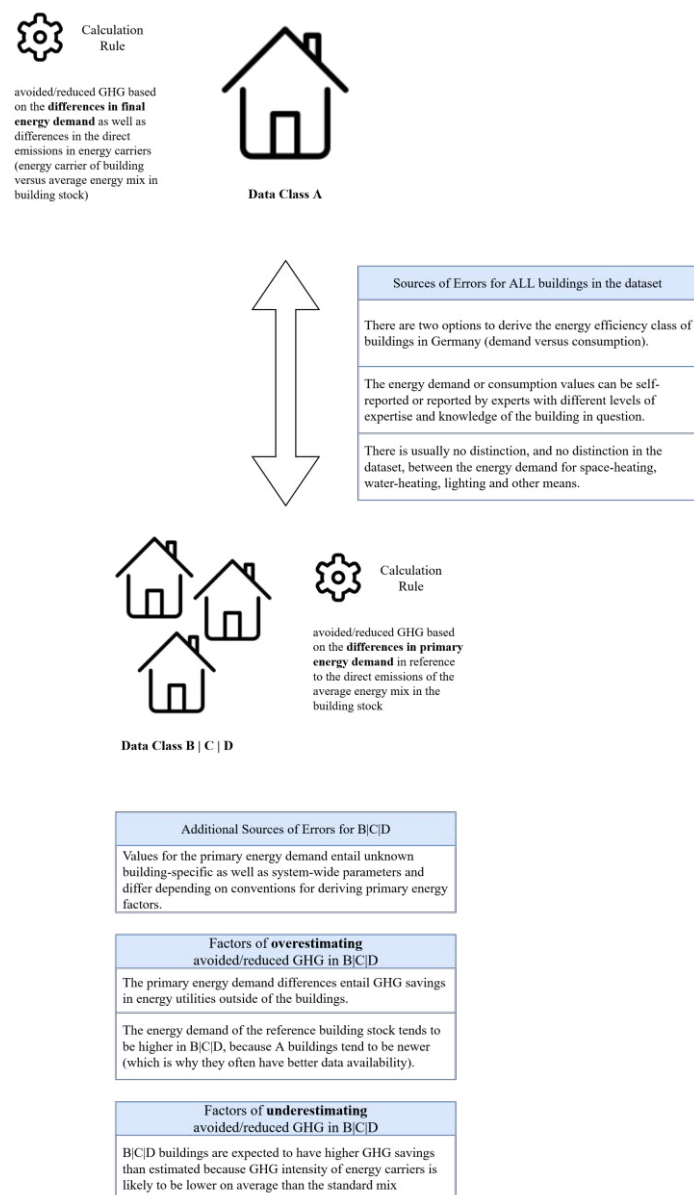 Calculation
Rule
avoided/reduced GHG based
on the differences in final
energy demand as well as
differences in the direct
emissions in energy carriers
(energy carrier of building
versus average energy mix in
building stock)
Data Class A
Sources of Errors for ALL buildings in the dataset
There are two options to derive the energy efficiency class of
buildings in Germany (demand versus consumption).
The energy demand or consumption values can be self-
reported or reported by experts with different levels of
expertise and knowledge of the building in question.
There is usually no distinction, and no distinction in the
dataset, between the energy demand for space-heating,
water-heating, lighting and other means.
Calculation
Rule
avoided/reduced GHG based
on the differences in primary
energy demand in reference
to the direct emissions of the
average energy mix in the
building stock
Data Class B | C | D
Additional Sources of Errors for B|C|D
Values for the primary energy demand entail unknown
building-specific as well as system-wide parameters and
differ depending on conventions for deriving primary energy
factors.
Factors of overestimating
avoided/reduced GHG in B|C|D
The primary energy demand differences entail GHG savings
in energy utilities outside of the buildings.
The energy demand of the reference building stock tends to
be higher in B|C|D, because A buildings tend to be newer
(which is why they often have better data availability).
Factors of underestimating
avoided/reduced GHG in B|C|D
B|C|D buildings are expected to have higher GHG savings
than estimated because GHG intensity of energy carriers is
likely to be lower on average than the standard mix